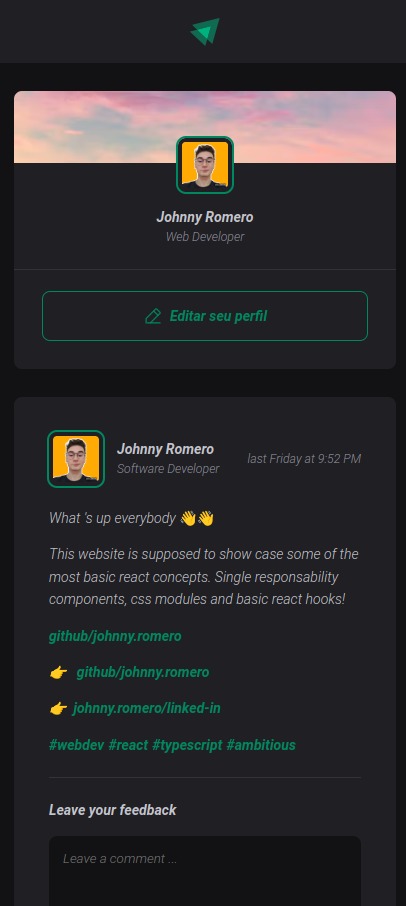 Johnny Romero
Web Developer
Editar seu perfil
Johnny Romero
Software Developer
last Friday at 9:52 PM
What 's up everybody 👋👋
This website is supposed to show case some of the
most basic react concepts. Single responsability
components, css modules and basic react hooks!
github/johnny.romero
👉 github/johnny.romero
👉 johnny.romero/linked-in
#webdev #react #typescript #ambitious
Leave your feedback
Leave a comment ...